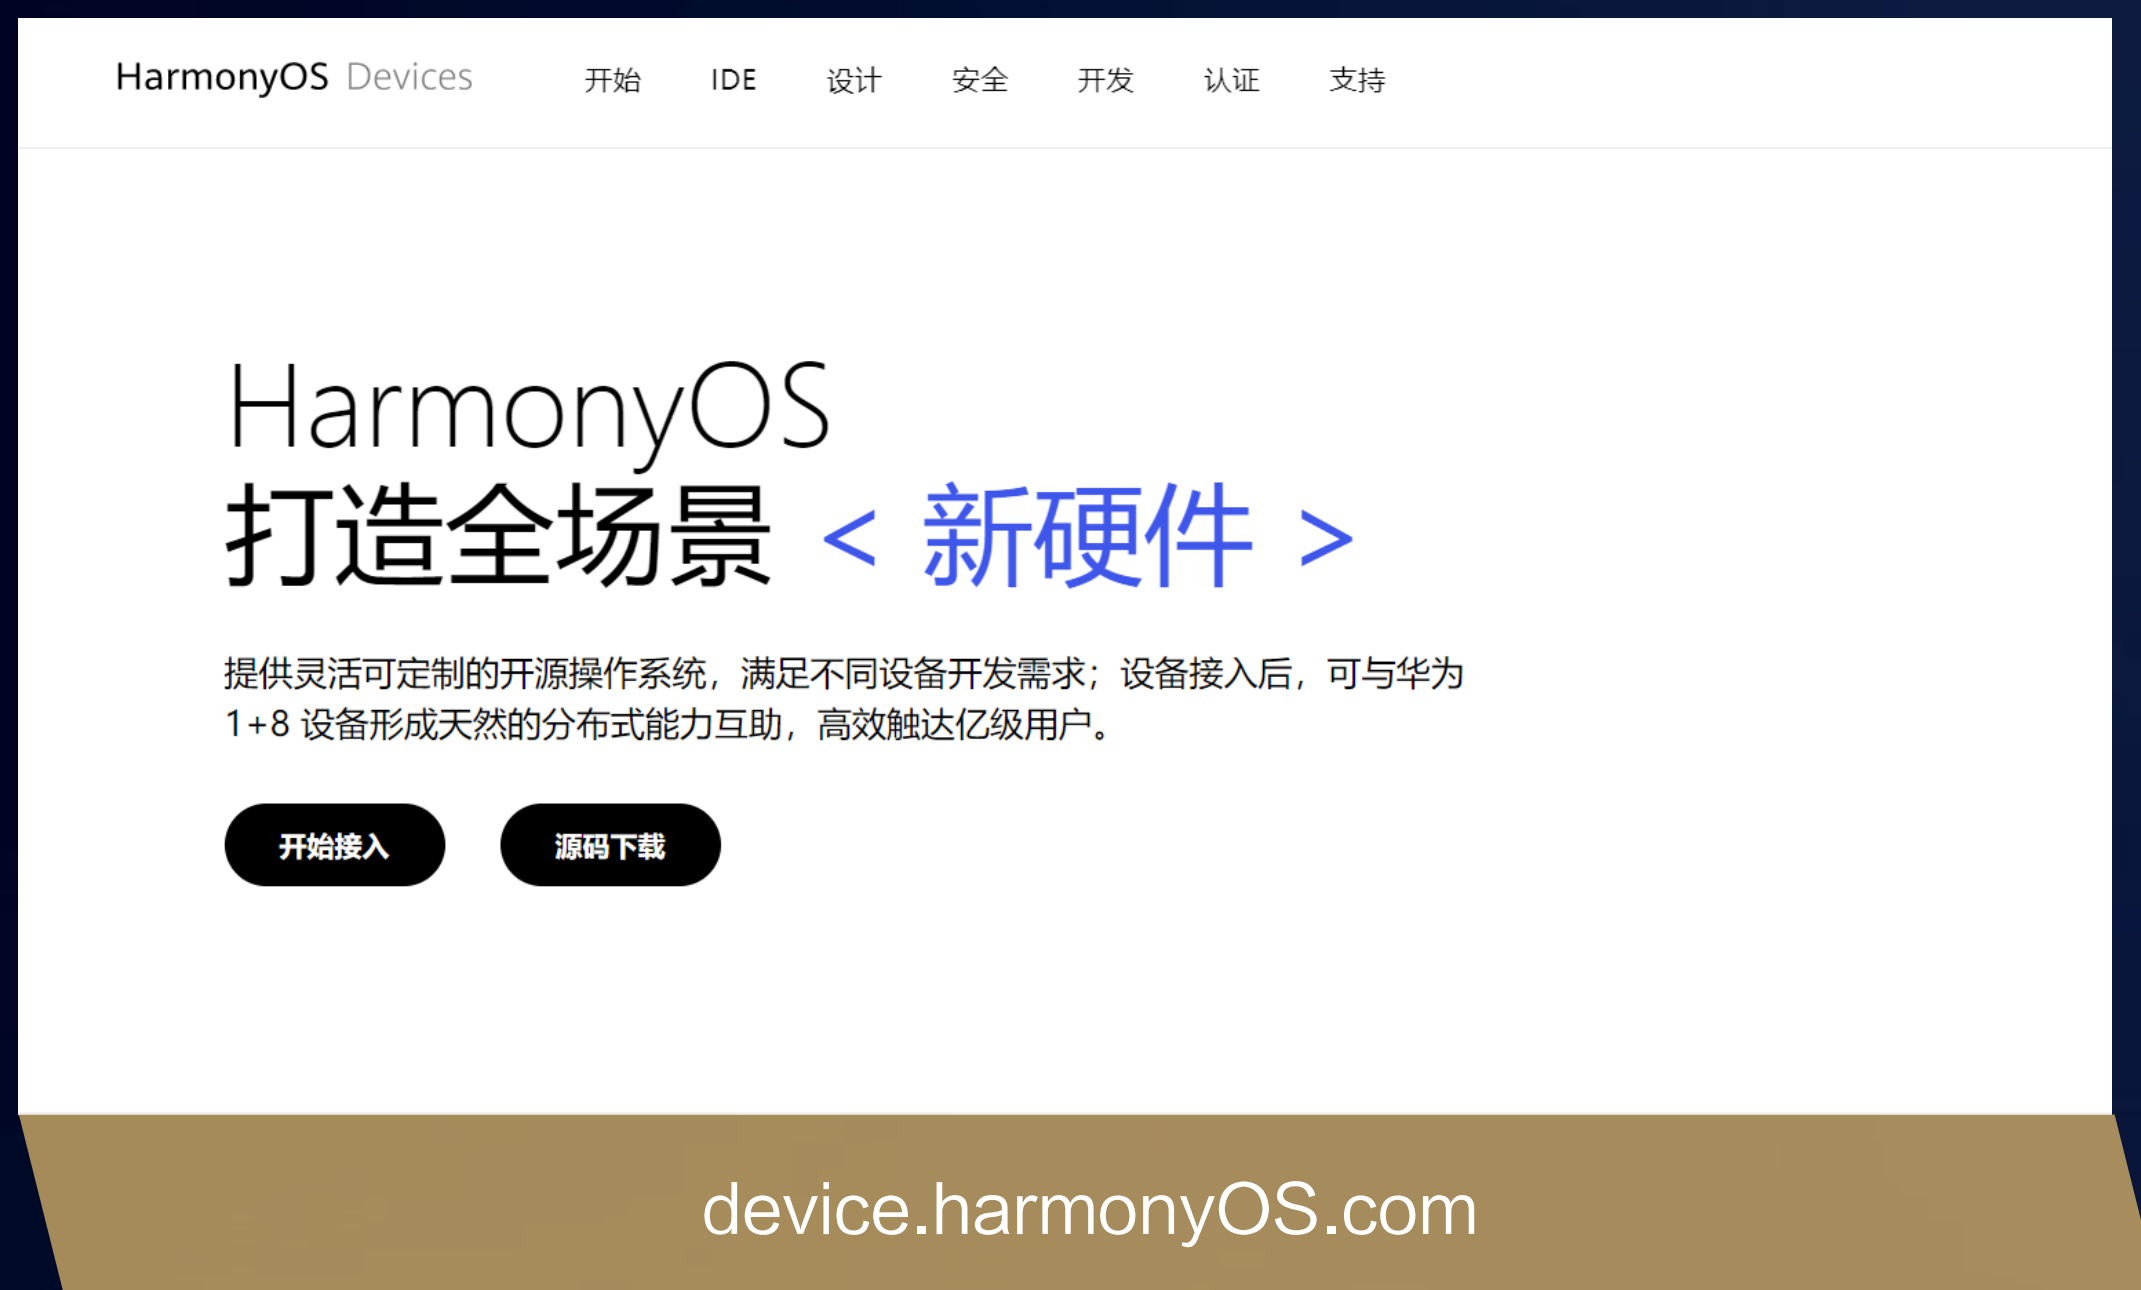 HarmonyOS Devices 开始 IDE 设计 安全 开发 认证 支持
HarmonyOS
打造全场景 < 新硬件 >
提供灵活可定制的开源操作系统，满足不同设备开发需求；设备接入后，可与华为
1+8 设备形成天然的分布式能力互助，高效触达亿级用户。
开始接入 源码下载
device.harmonyOS.com